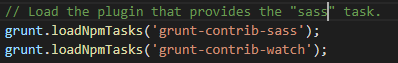 // Load the plugin that provides the "sass" task.
grunt.loadNpmTasks('grunt-contrib-sass');
grunt.loadNpmTasks('grunt-contrib-watch');